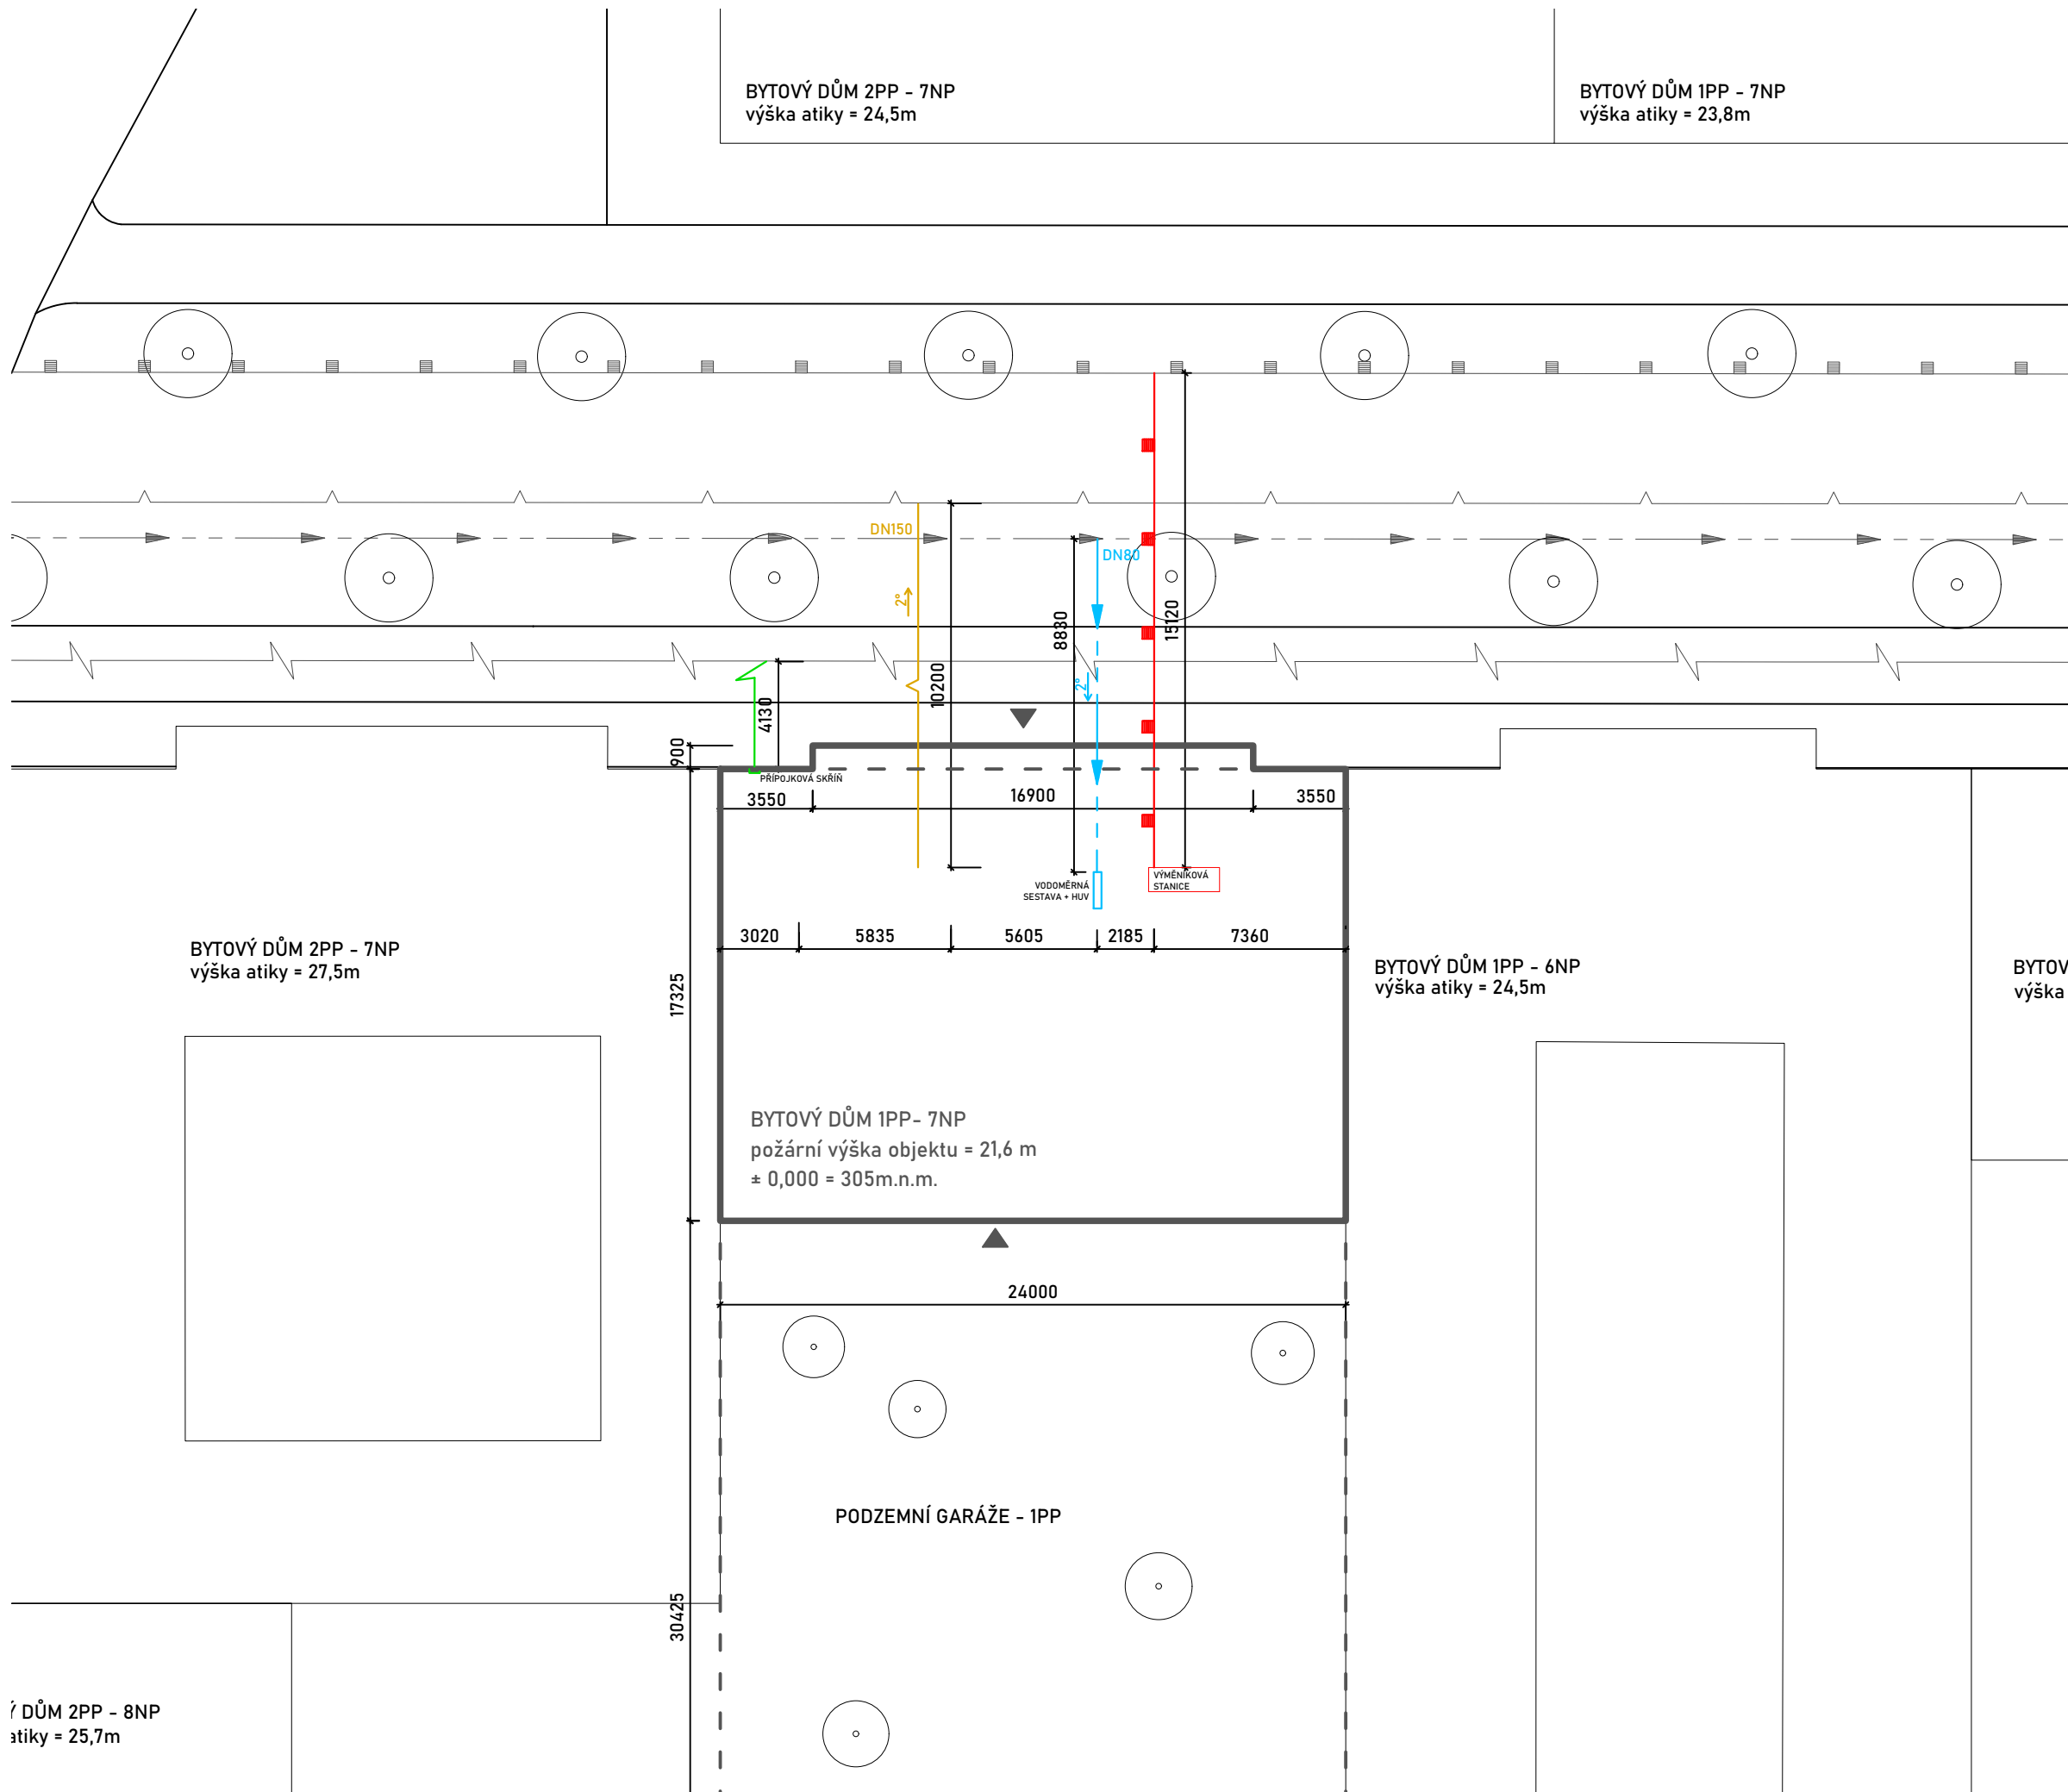 BYTOVÝ DŮM 2PP - 7NP
výška atiky = 24,5m
BYTOVÝ DŮM 1PP - 7NP
výška atiky = 23,8m
DN150
DN80
2°
8830
15120
10200
2°
4130
900
PŘÍPOJKOVÁ SKŘÍŇ
3550
16900
3550
VODOMĚRNÁ
SESTAVA + HUV
VÝMĚNÍKOVÁ
STANICE
3020
5835
5605
2185
7360
BYTOVÝ DŮM 2PP - 7NP
výška atiky = 27,5m
17325
BYTOVÝ DŮM 1PP - 6NP
výška atiky = 24,5m
BYTOV
výška
BYTOVÝ DŮM 1PP- 7NP
požární výška objektu = 21,6 m
± 0,000 = 305m.n.m.
24000
PODZEMNÍ GARÁŽE - 1PP
30425
Ý DŮM 2PP - 8NP
atiky = 25,7m